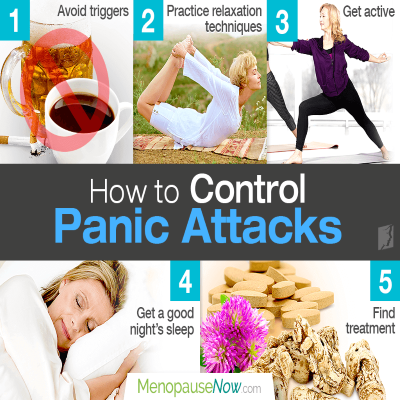 1
Avoid triggers
2
Practice relaxation
techniques
3
Get active
How to Control
Panic Attacks
4
Get a good
night's sleep
5
Find
treatment
MenopauseNow.com